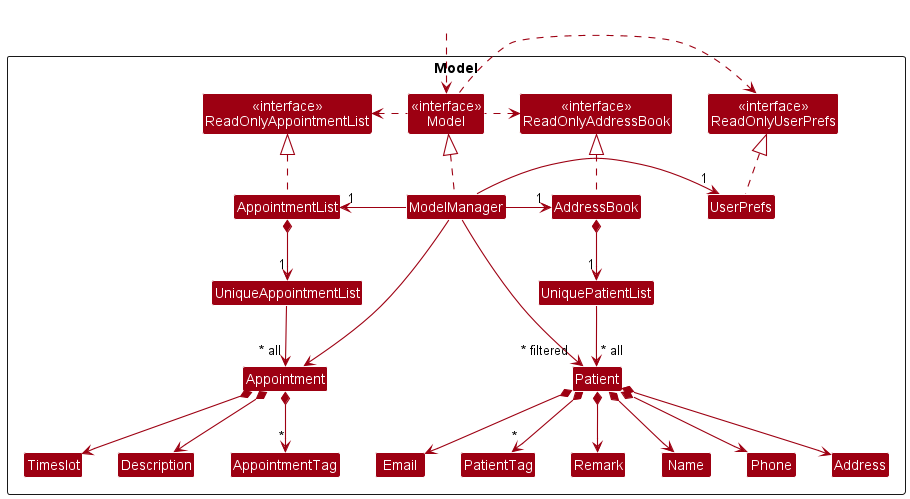 Model
«interface»
ReadOnlyAppointmentList
«interface»
Model
«interface»
ReadOnlyAddressBook
«interface»
ReadOnlyUserPrefs
1
1
1
AppointmentList
ModelManager
AddressBook
UserPrefs
1
1
UniqueAppointmentList
UniquePatientList
* all
* filtered
* all
Appointment
Patient
*
*
Timeslot
Description
AppointmentTag
Email
PatientTag
Remark
Name
Phone
Address